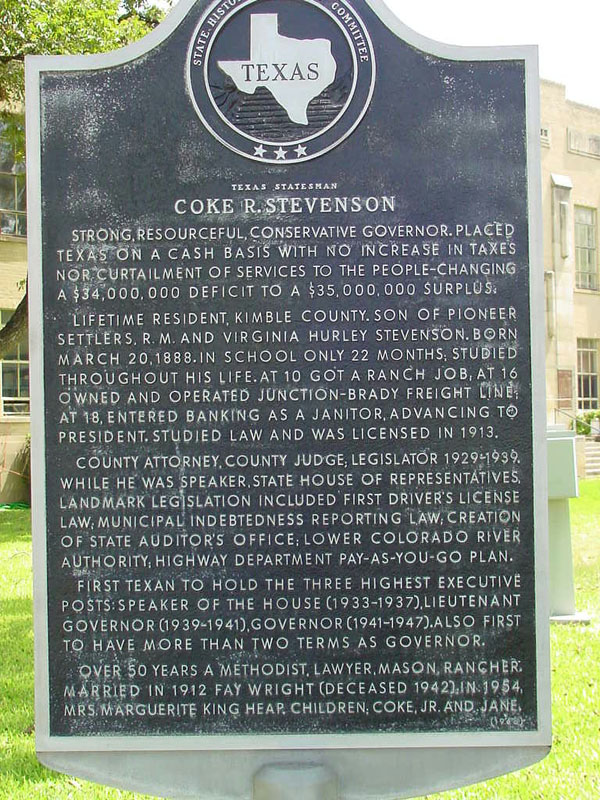 STATE HISTOR COMMITTEE
TEXAS
TEXAS STATESMAN
COKE R. STEVENSON
STRONG, RESOURCEFUL, CONSERVATIVE GOVERNOR. PLACED
TEXAS ON A CASH BASIS WITH NO INCREASE IN TAXES
NOR CURTAILMENT OF SERVICES TO THE PEOPLE-CHANGING
A $34,000,000 DEFICIT TO A $35,000,000 SURPLUS.
LIFETIME RESIDENT, KIMBLE COUNTY. SON OF PIONEER
SETTLERS, R. M. AND VIRGINIA HURLEY STEVENSON. BORN
MARCH 20, 1888. IN SCHOOL ONLY 22 MONTHS; STUDIED
THROUGHOUT HIS LIFE. AT 10 GOT A RANCH JOB, AT 16
OWNED AND OPERATED JUNCTION-BRADY FREIGHT LINE;
AT 18, ENTERED BANKING AS A JANITOR, ADVANCING TO
PRESIDENT. STUDIED LAW AND WAS LICENSED IN 1913.
COUNTY ATTORNEY, COUNTY JUDGE; LEGISLATOR 1929-1939.
WHILE HE WAS SPEAKER, STATE HOUSE OF REPRESENTATIVES,
LANDMARK LEGISLATION INCLUDED FIRST DRIVER'S LICENSE
LAW; MUNICIPAL INDEBTEDNESS REPORTING LAW, CREATION
OF STATE AUDITOR'S OFFICE; LOWER COLORADO RIVER
AUTHORITY; HIGHWAY DEPARTMENT PAY-AS-YOU-GO PLAN.
FIRST TEXAN TO HOLD THE THREE HIGHEST EXECUTIVE
POSTS: SPEAKER OF THE HOUSE (1933-1937), LIEUTENANT
GOVERNOR (1939-1941), GOVERNOR (1941-1947). ALSO FIRST
TO HAVE MORE THAN TWO TERMS AS GOVERNOR.
OVER 50 YEARS A METHODIST, LAWYER, MASON, RANCHER.
MARRIED IN 1912 FAY WRIGHT (DECEASED 1942). IN 1954,
MRS. MARGUERITE KING HEAP. CHILDREN; COKE, JR. AND JANE.